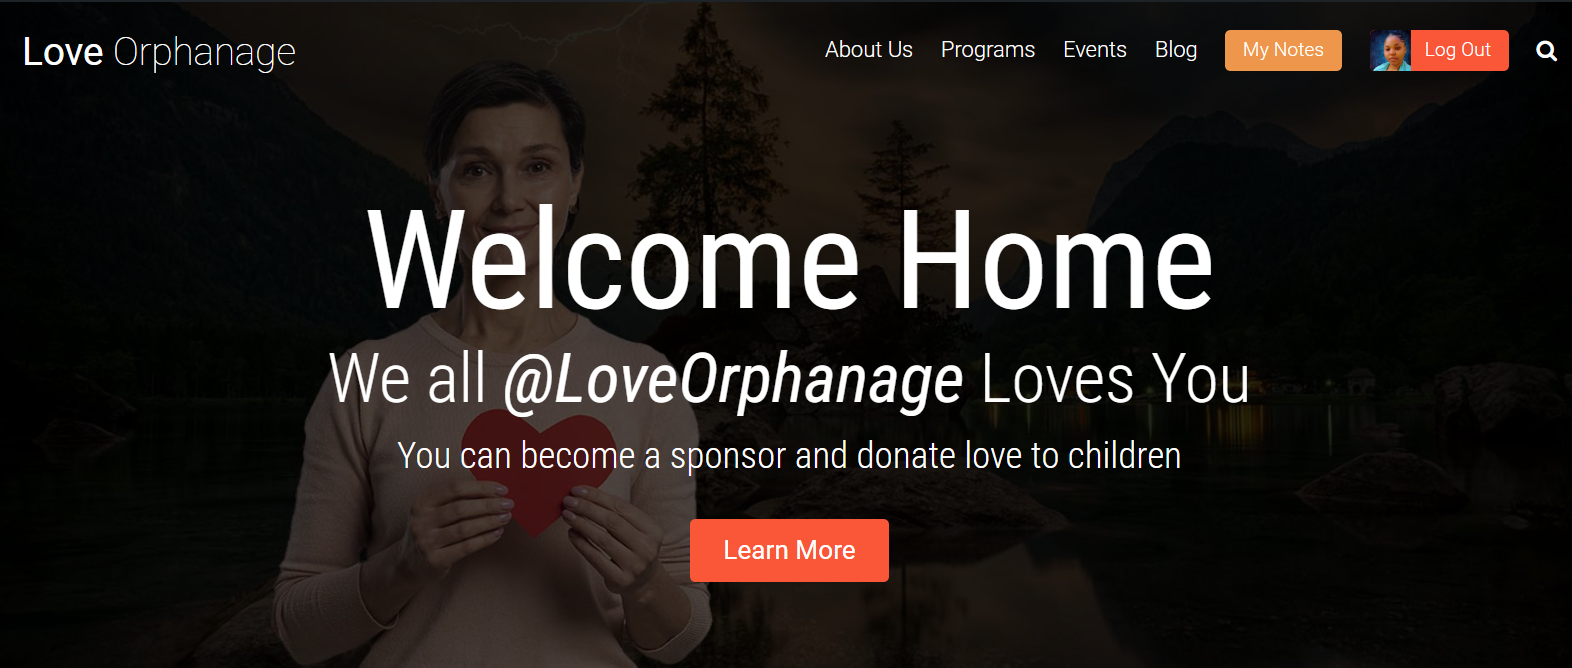 Love Orphanage
About Us Programs Events Blog My Notes Log Out
Welcome Home
We all @LoveOrphanage Loves You
You can become a sponsor and donate love to children
Learn More